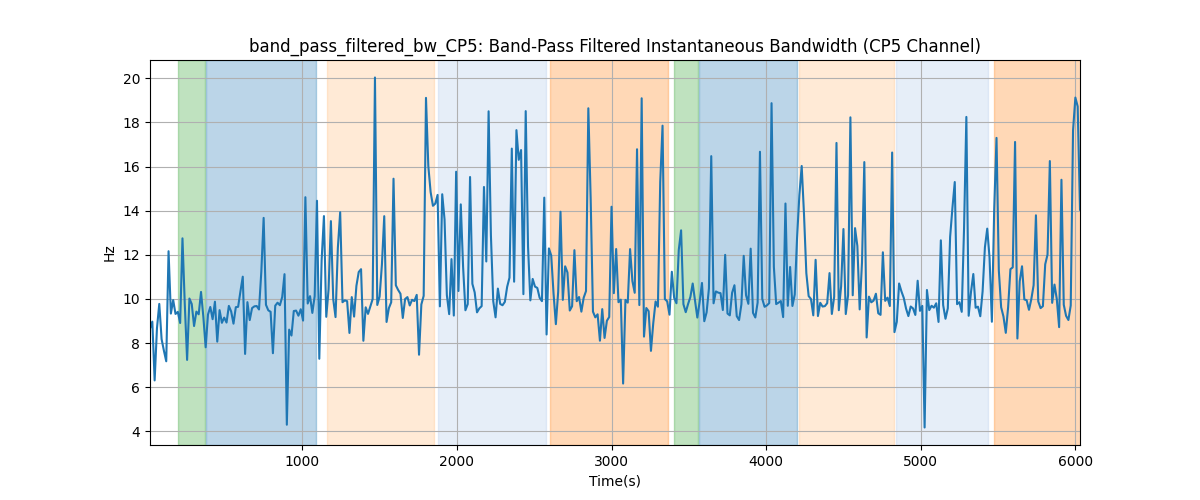 band_pass_filtered_bw_CP5: Band-Pass Filtered Instantaneous Bandwidth (CP5 Channel)
20
18
16
14
12
10
8
6
4
Hz
1000 2000 3000 4000 5000 6000
Time(s)